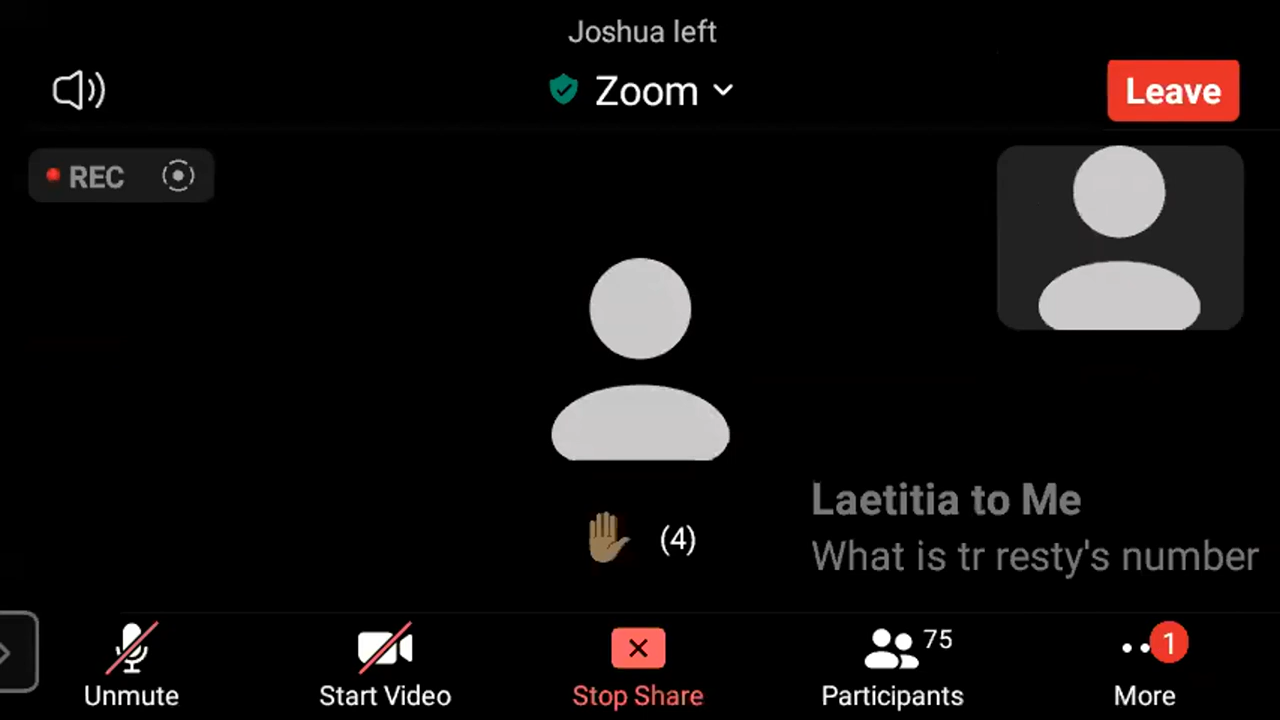 Joshua left
Zoom
Leave
REC
Laetitia to Me
(4)
What is tr resty's number
75
1
Unmute
Start Video
Stop Share
Participants
More